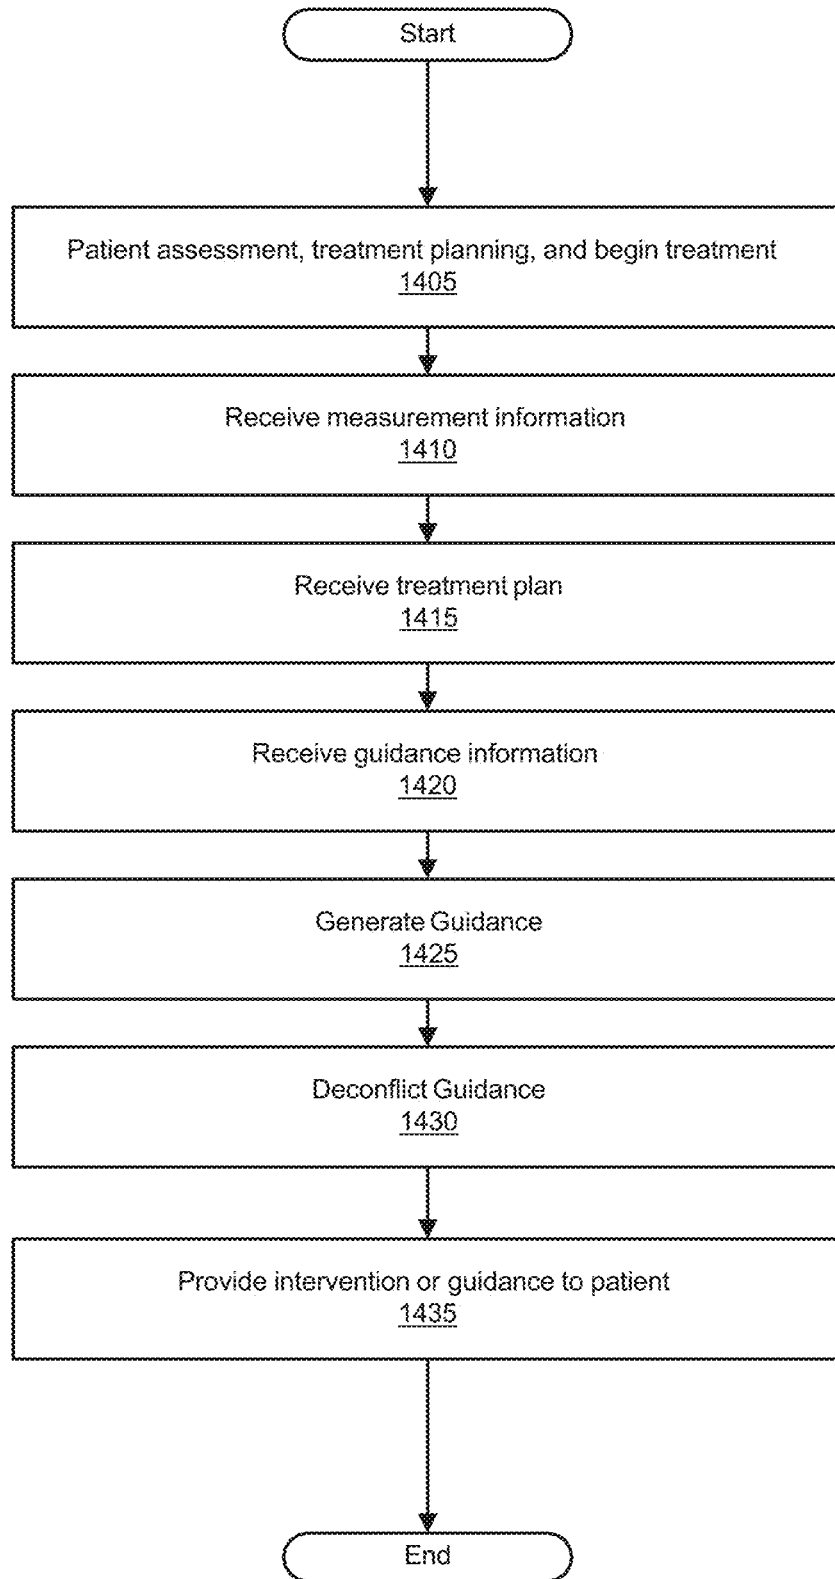 Start
Patient assessment, treatment planning, and begin treatment
1405
Receive measurement information
1410
Receive treatment plan
1415
Receive guidance information
1420
Generate Guidance
1425
Deconflict Guidance
1430
Provide intervention or guidance to patient
1435
End